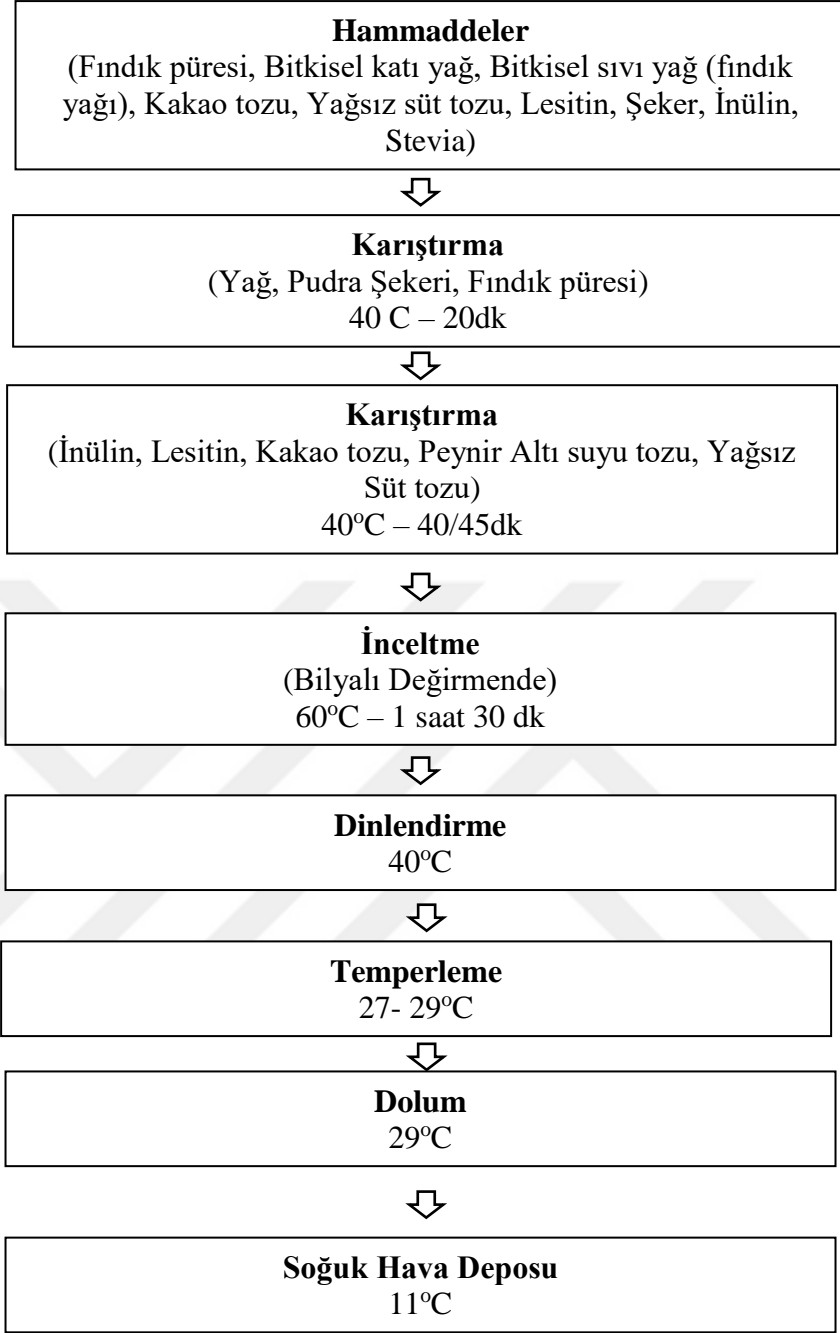 Hammaddeler
(Fındık püresi, Bitkisel katı yağ, Bitkisel sıvı yağ (fındık
yağı), Kakao tozu, Yağsız süt tozu, Lesitin, Şeker, İnülin,
Stevia)
Karıştırma
(Yağ, Pudra Şekeri, Fındık püresi)
40 C – 20dk
Karıştırma
(İnülin, Lesitin, Kakao tozu, Peynir Altı suyu tozu, Yağsız
Süt tozu)
40ºC – 40/45dk
İnceltme
(Bilyalı Değirmende)
60ºC – 1 saat 30 dk
Dinlendirme
40ºC
Temperleme
27- 29ºC
Dolum
29ºC
Soğuk Hava Deposu
11ºC